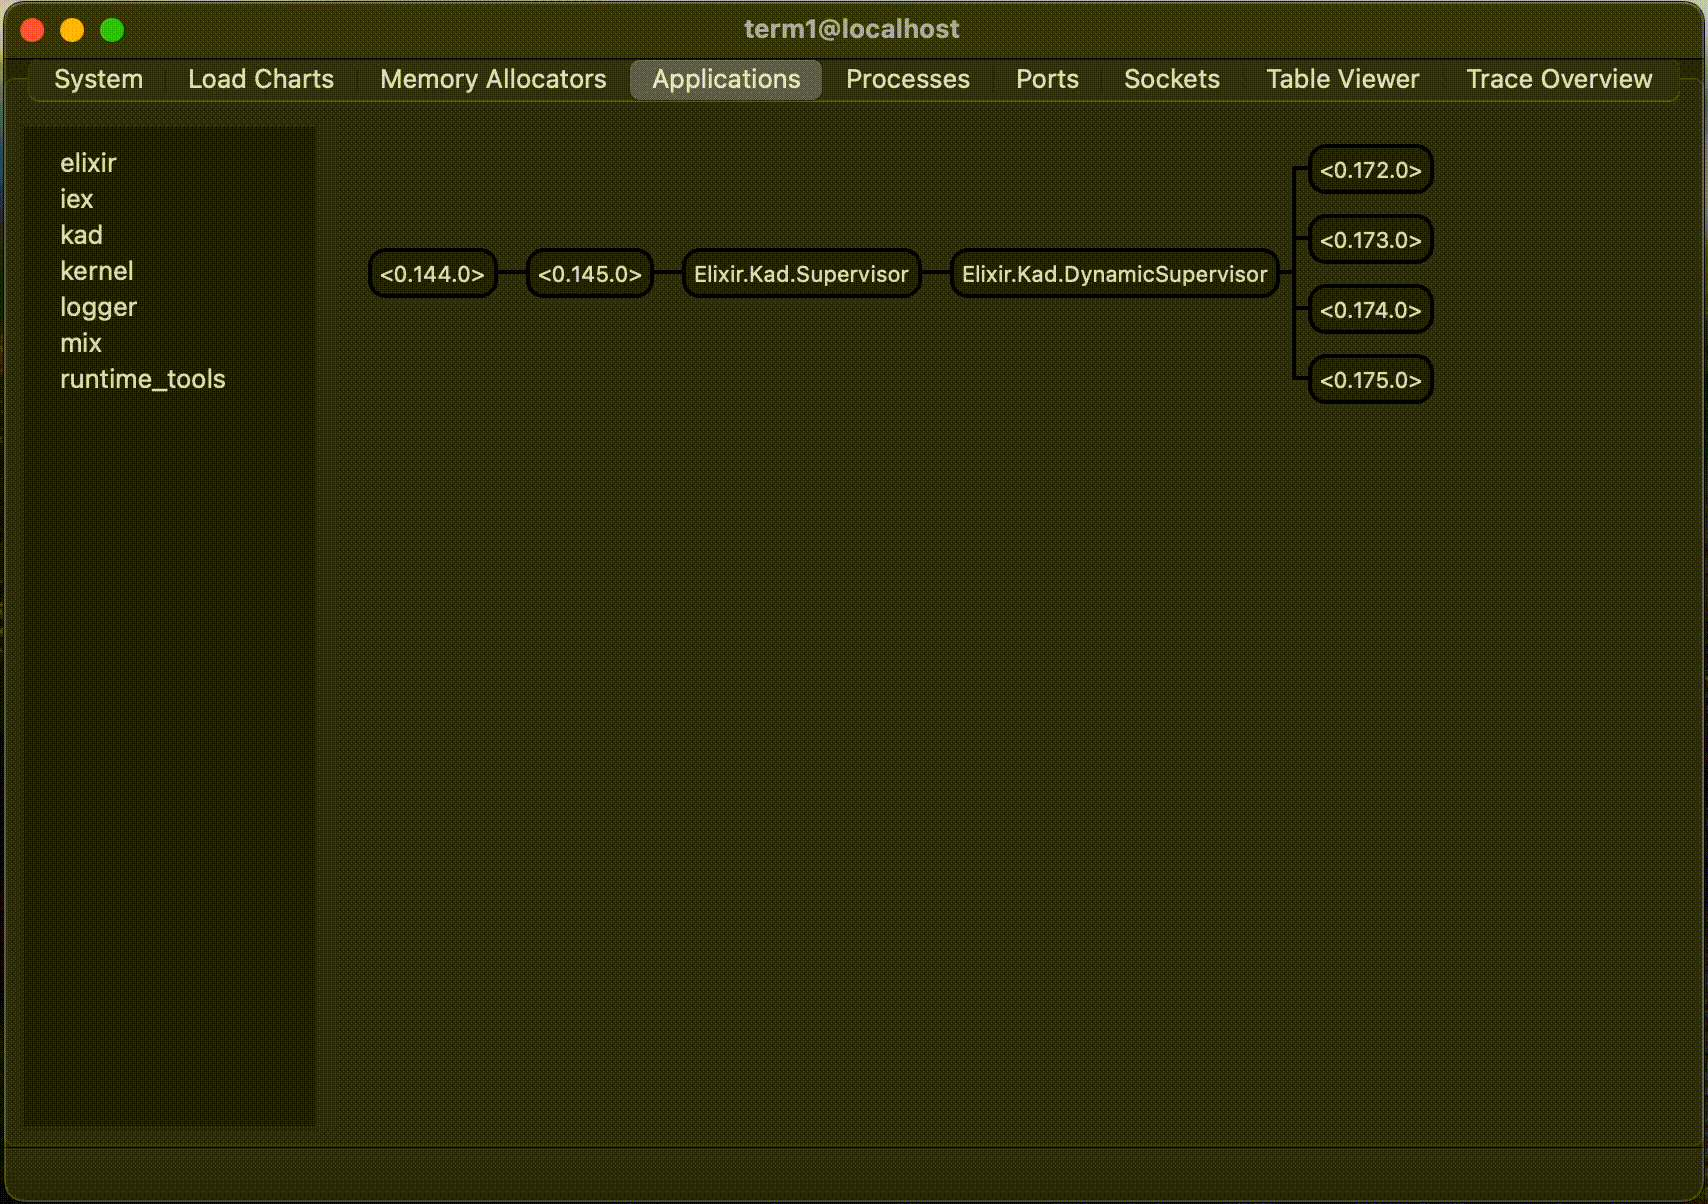 term1@localhost
System Load Charts Memory Allocators Applications Processes Ports Sockets Table Viewer Trace Overview
elixir
iex
kad
kernel
logger
mix
runtime_tools
<0.144.0> <0.145.0> Elixir.Kad.Supervisor Elixir.Kad.DynamicSupervisor
<0.172.0>
<0.173.0>
<0.174.0>
<0.175.0>